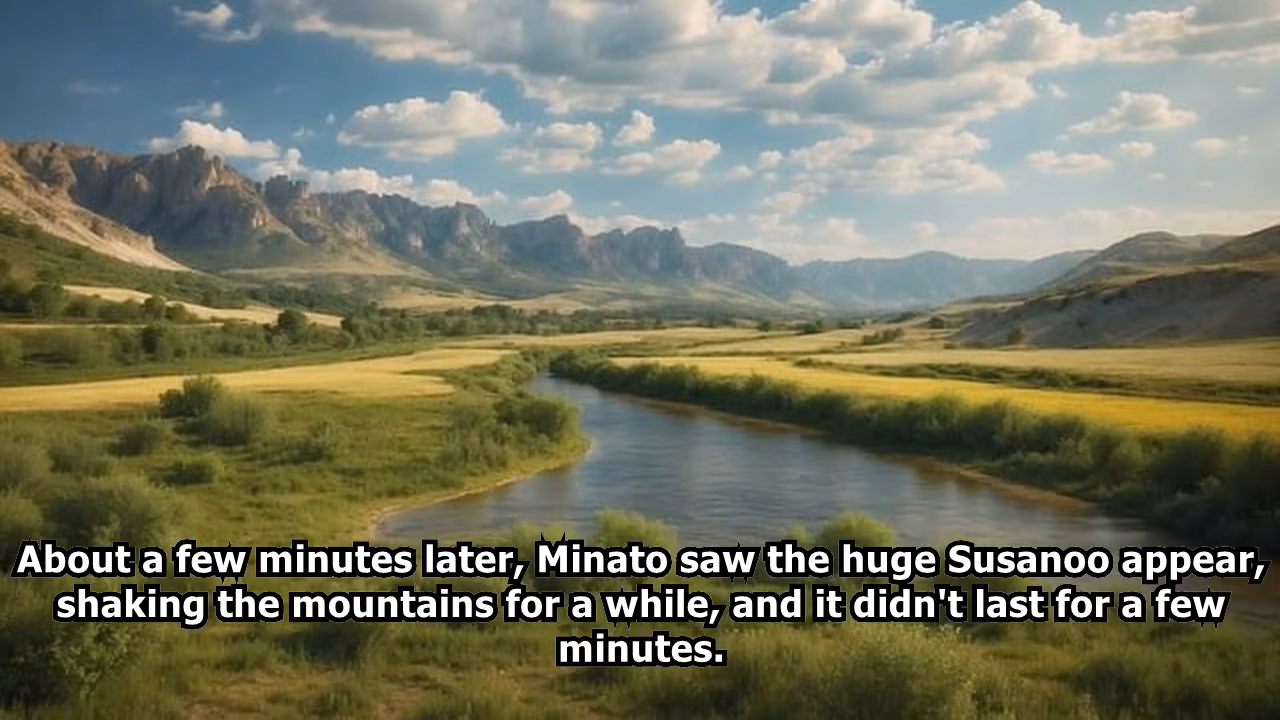 About a few minutes later, Minato saw the huge Susanoo appear,
shaking the mountains for a while, and it didn't last for a few
minutes.